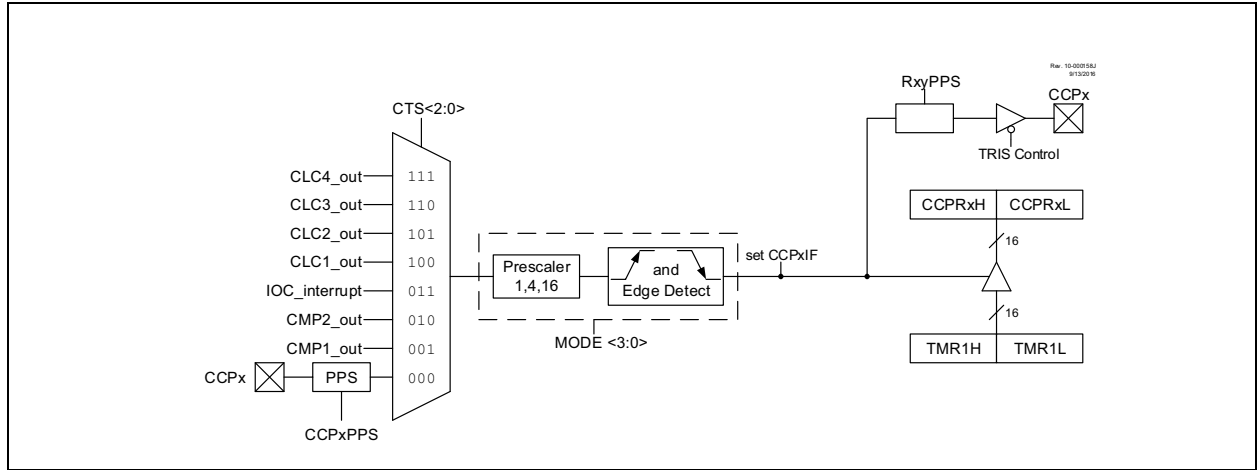 Rev. 10-000158J
9/13/2016
RxyPPS
CCPx
CTS<2:0>
TRIS Control
CLC4_out
111
CLC3_out
110
CCPRxH
CCPRxL
CLC2_out
101
16
set CCPxIF
CLC1_out
100
Prescaler
1,4,16
and
Edge Detect
IOC_interrupt
011
16
CMP2_out
010
MODE <3:0>
CMP1_out
001
TMR1H
TMR1L
CCPx
PPS
000
CCPxPPS